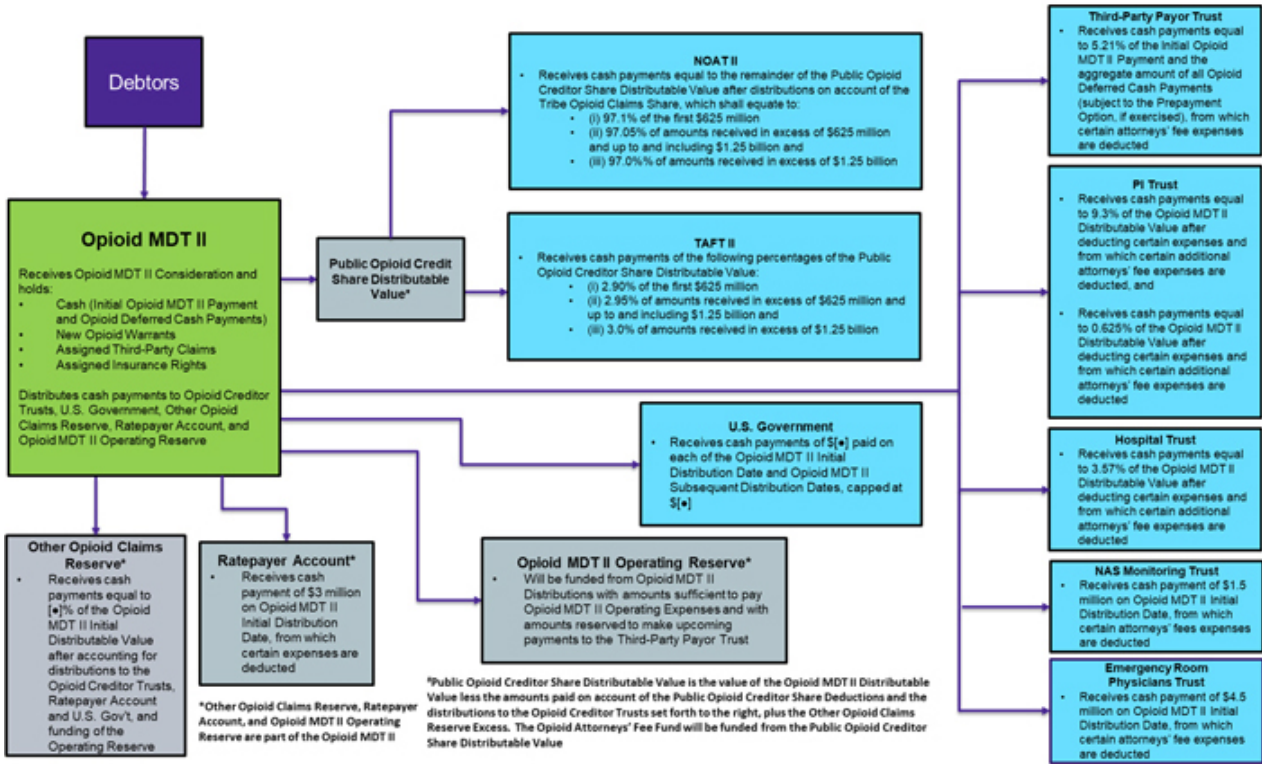 Debtors
Opioid MDT II
Receives Opioid MDT II Consideration and
holds:
• Cash (Initial Opioid MDT II Payment
and Opioid Deferred Cash Payments)
• New Opioid Warrants
• Assigned Third-Party Claims
• Assigned Insurance Rights
Distributes cash payments to Opioid Creditor
Trusts, U.S. Government, Other Opioid
Claims Reserve, Ratepayer Account, and
Opioid MDT II Operating Reserve
Public Opioid Credit
Share Distributable
Value*
NOAT II
• Receives cash payments equal to the remainder of the Public Opioid
Creditor Share Distributable Value after distributions on account of the
Tribe Opioid Claims Share, which shall equate to:
• (i) 97.1% of the first $625 million
• (ii) 97.05% of amounts received in excess of $625 million
and up to and including $1.25 billion and
• (iii) 97.0%% of amounts received in excess of $1.25 billion
TAFT II
• Receives cash payments of the following percentages of the Public
Opioid Creditor Share Distributable Value:
• (i) 2.90% of the first $625 million
• (ii) 2.95% of amounts received in excess of $625 million and
up to and including $1.25 billion and
• (iii) 3.0% of amounts received in excess of $1.25 billion
U.S. Government
• Receives cash payments of $[●] paid on
each of the Opioid MDT II Initial
Distribution Date and Opioid MDT II
Subsequent Distribution Dates, capped at
$[●]
Third-Party Payor Trust
• Receives cash payments equal
to 5.21% of the Initial Opioid
MDT II Payment and the
aggregate amount of all Opioid
Deferred Cash Payments
(subject to the Prepayment
Option, if exercised), from which
certain attorneys' fee expenses
are deducted
PI Trust
• Receives cash payments equal
to 9.3% of the Opioid MDT II
Distributable Value after
deducting certain expenses and
from which certain additional
attorneys' fee expenses are
deducted, and
• Receives cash payments equal
to 0.625% of the Opioid MDT II
Distributable Value after
deducting certain expenses and
from which certain additional
attorneys' fee expenses are
deducted
Hospital Trust
• Receives cash payments equal
to 3.57% of the Opioid MDT II
Distributable Value after
deducting certain expenses and
from which certain additional
attorneys' fee expenses are
deducted
NAS Monitoring Trust
• Receives cash payment of $1.5
million on Opioid MDT II Initial
Distribution Date, from which
certain attorneys' fees expenses
are deducted
Emergency Room
Physicians Trust
• Receives cash payment of $4.5
million on Opioid MDT II Initial
Distribution Date, from which
certain attorneys' fee expenses
are deducted
Other Opioid Claims
Reserve*
• Receives cash
payments equal to
[●]% of the Opioid
MDT II Initial
Distributable Value
after accounting for
distributions to the
Opioid Creditor Trusts,
Ratepayer Account
and U.S. Gov't, and
funding of the
Operating Reserve
Ratepayer Account*
• Receives cash
payment of $3 million
on Opioid MDT II
Initial Distribution
Date, from which
certain expenses are
deducted
Opioid MDT II Operating Reserve*
• Will be funded from Opioid MDT II
Distributions with amounts sufficient to pay
Opioid MDT II Operating Expenses and with
amounts reserved to make upcoming
payments to the Third-Party Payor Trust
*Other Opioid Claims Reserve, Ratepayer
Account, and Opioid MDT II Operating
Reserve are part of the Opioid MDT II
*Public Opioid Creditor Share Distributable Value is the value of the Opioid MDT II Distributable
Value less the amounts paid on account of the Public Opioid Creditor Share Deductions and the
distributions to the Opioid Creditor Trusts set forth to the right, plus the Other Opioid Claims
Reserve Excess. The Opioid Attorneys' Fee Fund will be funded from the Public Opioid Creditor
Share Distributable Value